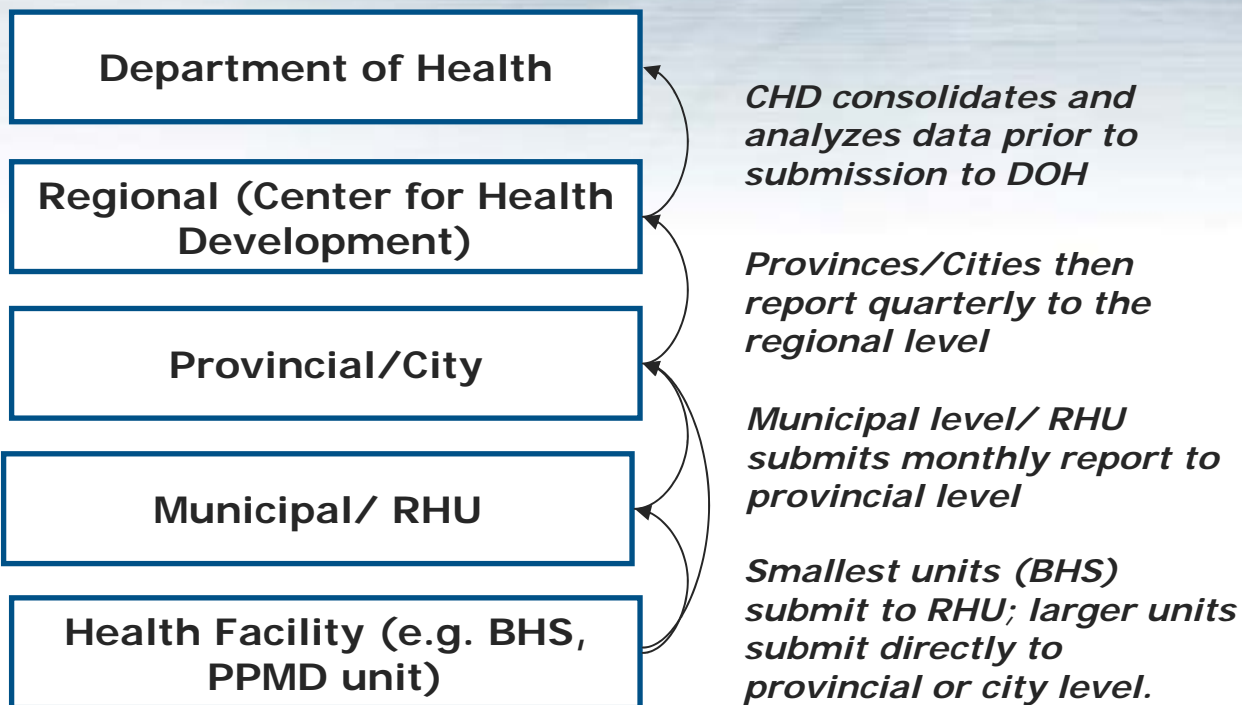 Department of Health
CHD consolidates and
analyzes data prior to
submission to DOH
Regional (Center for Health
Development)
Provinces/Cities then
report quarterly to the
regional level
Provincial/City
Municipal level/ RHU
submits monthly report to
provincial level
Municipal/ RHU
Smallest units (BHS)
submit to RHU; larger units
submit directly to
provincial or city level.
Health Facility (e.g. BHS,
PPMD unit)